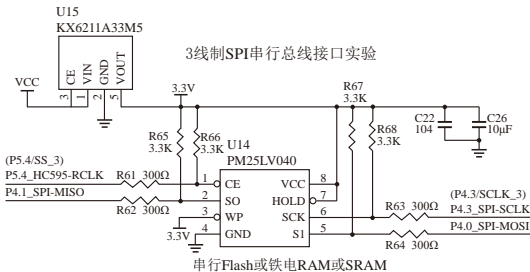 U15
KX6211A33M5
3线制SPI串行总线接口实验
CE VIN GND VOUT
3 1 2 5
VCC
3.3V
R65
3.3K
R66
3.3K
R67
3.3K
R68
3.3K
C22
104
C26
10μF
U14
PM25LV040
(P5.4/SS_3)
P5.4_HC595-RCLK
R61 300Ω
P4.1_SPI-MISO
R62 300Ω
3.3V
1 CE
2 SO
3 WP
4 GND
VCC 8
HOLD 7
SCK 6
S1 5
R63 300Ω
R64 300Ω
(P4.3/SCLK_3)
P4.3_SPI-SCLK
P4.0_SPI-MOSI
串行Flash或铁电RAM或SRAM